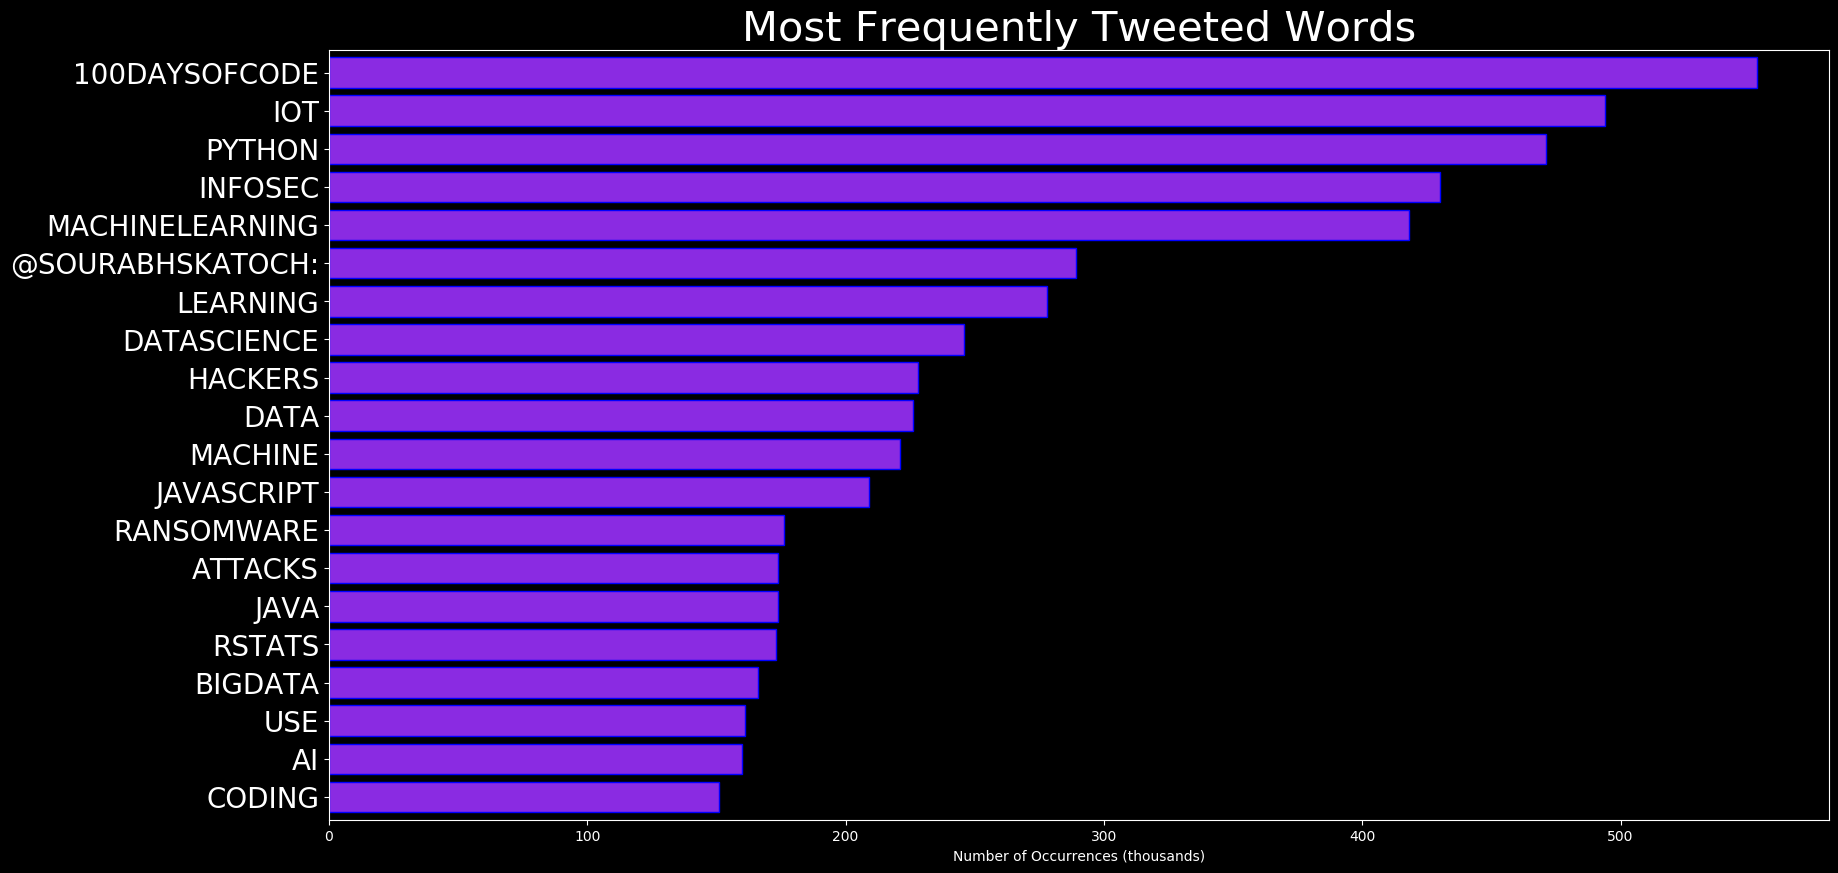 Most Frequently Tweeted Words
100DAYSOFCODE
IOT
PYTHON
INFOSEC
MACHINELEARNING
@SOURABHSKATOCH:
LEARNING
DATASCIENCE
HACKERS
DATA
MACHINE
JAVASCRIPT
RANSOMWARE
ATTACKS
JAVA
RSTATS
BIGDATA
USE
AI
CODING
0 100 200 300 400 500
Number of Occurrences (thousands)